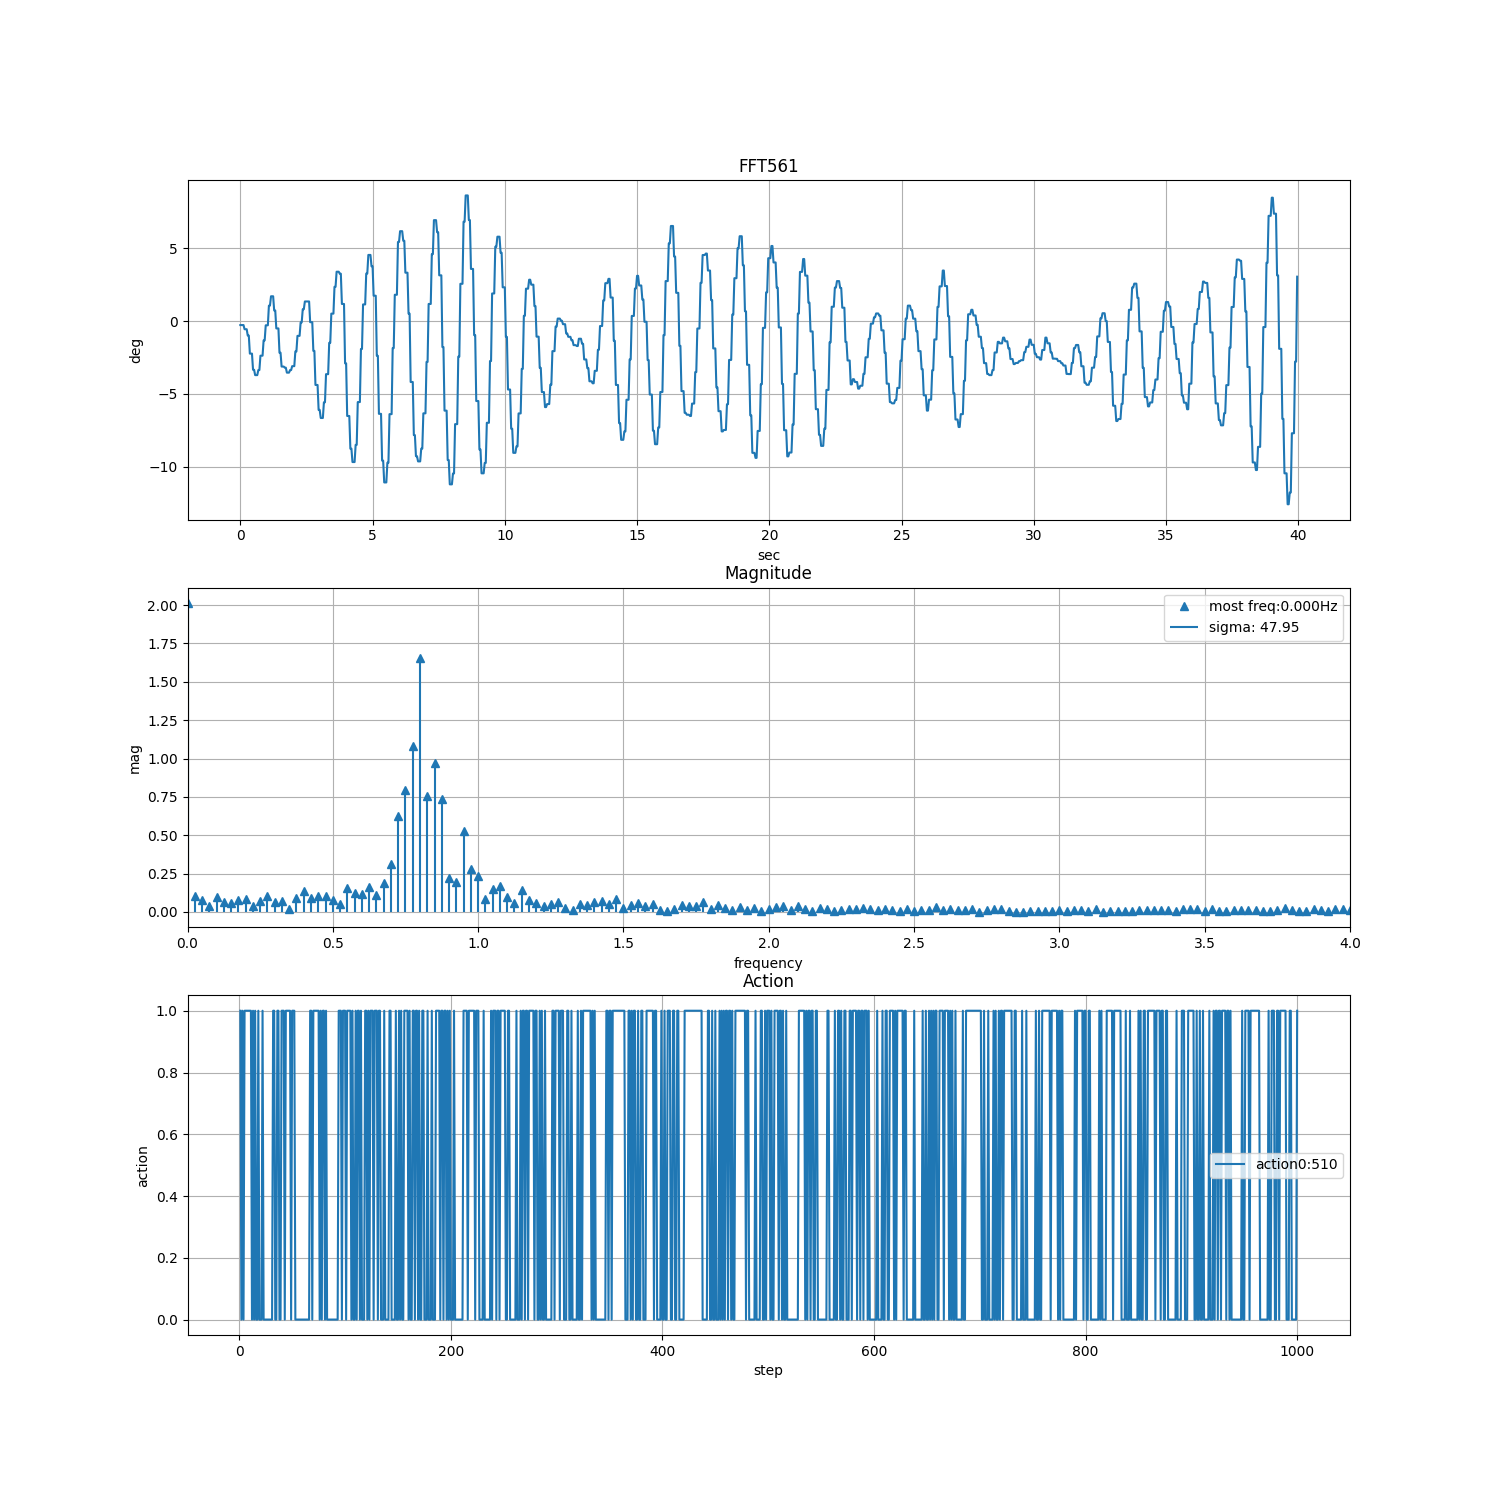 FFT561
deg
5
0
−5
−10
0 5 10 15 20 25 30 35 40
sec
Magnitude
mag
2.00
1.75
1.50
1.25
1.00
0.75
0.50
0.25
0.00
most freq:0.000Hz
sigma: 47.95
0.0 0.5 1.0 1.5 2.0 2.5 3.0 3.5 4.0
frequency
Action
action
1.0
0.8
0.6
0.4
0.2
0.0
action0:510
0 200 400 600 800 1000
step